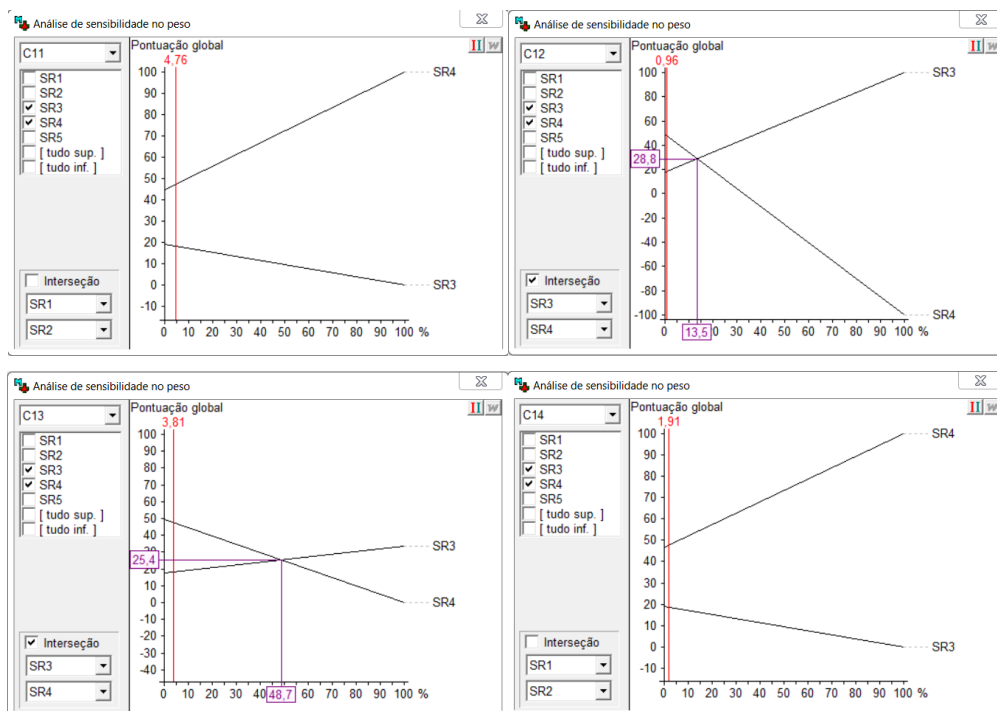 Análise de sensibilidade no peso
C11
SR1
SR2
SR3
SR4
SR5
[ tudo sup. ]
[ tudo inf. ]
Interseção
SR1
SR2
Pontuação global
4,76
100
90
80
70
60
50
40
30
20
10
0
-10
0 10 20 30 40 50 60 70 80 90 100 %
SR4
SR3
Análise de sensibilidade no peso
C12
SR1
SR2
SR3
SR4
SR5
[ tudo sup. ]
[ tudo inf. ]
Interseção
SR3
SR4
Pontuação global
0,96
100
80
60
40
28,8
20
0
-20
-40
-60
-80
-100
0 10 20 30 40 50 60 70 80 90 100 %
13,5
SR3
SR4
Análise de sensibilidade no peso
C13
SR1
SR2
SR3
SR4
SR5
[ tudo sup. ]
[ tudo inf. ]
Interseção
SR3
SR4
Pontuação global
3,81
100
90
80
70
60
50
40
25,4
20
10
0
-10
-20
-30
-40
0 10 20 30 40 60 70 80 90 100 %
48,7
SR3
SR4
Análise de sensibilidade no peso
C14
SR1
SR2
SR3
SR4
SR5
[ tudo sup. ]
[ tudo inf. ]
Interseção
SR1
SR2
Pontuação global
1,91
100
90
80
70
60
50
40
30
20
10
0
-10
0 10 20 30 40 50 60 70 80 90 100 %
SR4
SR3